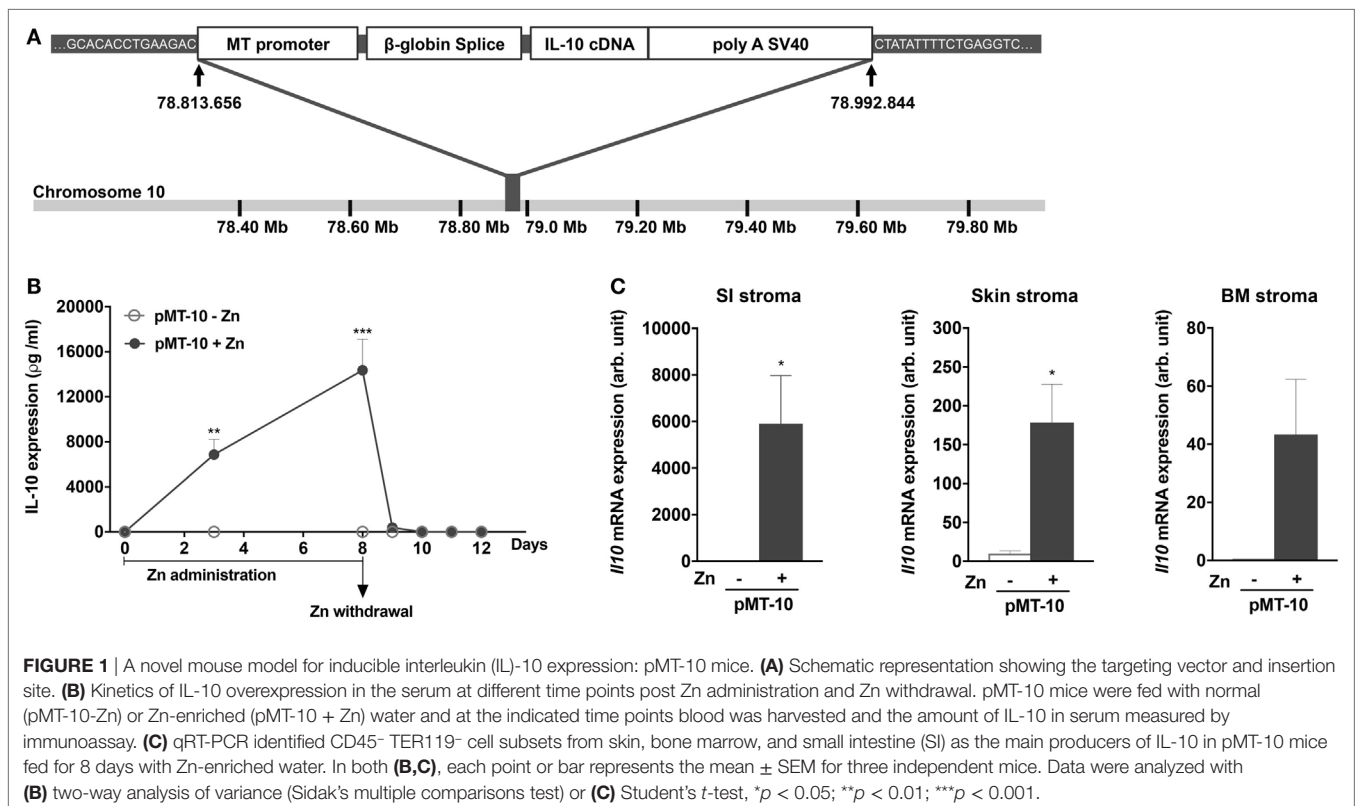 A
...GCACACCTGAAGAC MT promoter β-globin Splice IL-10 cDNA poly A SV40 CTATATTTTCTGAGGTC...
78.813.656 78.992.844
Chromosome 10
78.40 Mb 78.60 Mb 78.80 Mb 79.0 Mb 79.20 Mb 79.40 Mb 79.60 Mb 79.80 Mb
B
IL-10 expression (ρg /ml)
20000
16000
12000
8000
4000
0
pMT-10 - Zn
pMT-10 + Zn
**
***
0 2 4 6 8 10 12 Days
Zn administration
Zn withdrawal
C
SI stroma
Il10 mRNA expression (arb. unit)
10000
8000
6000
4000
2000
0
*
Zn - +
pMT-10
Skin stroma
Il10 mRNA expression (arb. unit)
300
250
200
150
100
50
0
*
Zn - +
pMT-10
BM stroma
Il10 mRNA expression (arb. unit)
80
60
40
20
0
Zn - +
pMT-10
FIGURE 1 | A novel mouse model for inducible interleukin (IL)-10 expression: pMT-10 mice. (A) Schematic representation showing the targeting vector and insertion
site. (B) Kinetics of IL-10 overexpression in the serum at different time points post Zn administration and Zn withdrawal. pMT-10 mice were fed with normal
(pMT-10-Zn) or Zn-enriched (pMT-10 + Zn) water and at the indicated time points blood was harvested and the amount of IL-10 in serum measured by
immunoassay. (C) qRT-PCR identified CD45⁻ TER119⁻ cell subsets from skin, bone marrow, and small intestine (SI) as the main producers of IL-10 in pMT-10 mice
fed for 8 days with Zn-enriched water. In both (B,C), each point or bar represents the mean ± SEM for three independent mice. Data were analyzed with
(B) two-way analysis of variance (Sidak's multiple comparisons test) or (C) Student's t-test, *p < 0.05; **p < 0.01; ***p < 0.001.